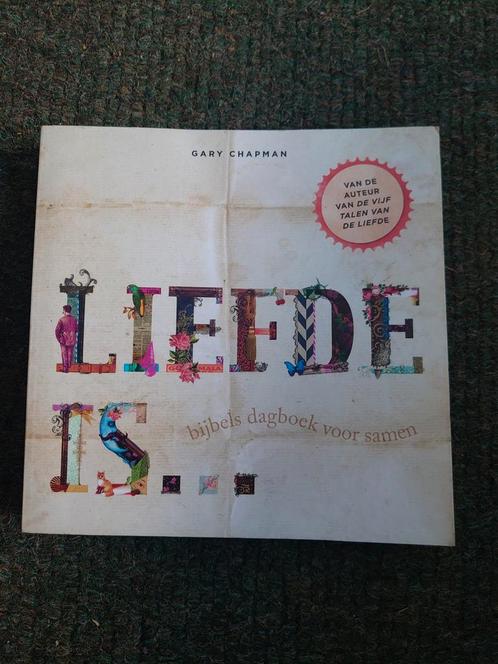 GARY CHAPMAN
VAN DE
AUTEUR
VAN DE VIJF
TALEN VAN
DE LIEFDE
LIEFDE
IS...
bijbels dagboek voor samen